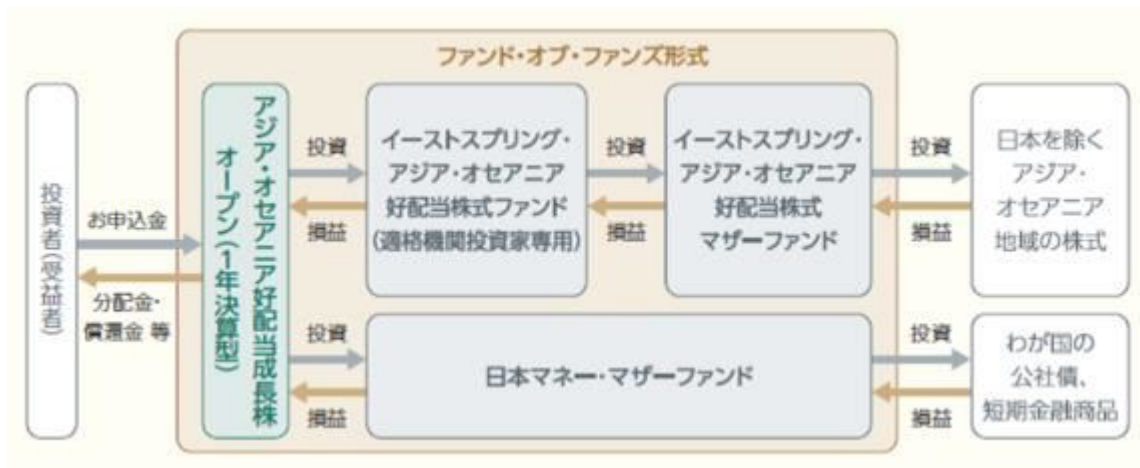 ファンド・オブ・ファンズ形式
投資者(受益者)
お申込金
分配金・
償還金 等
アジア・オセアニア好配当成長株
オープン(1年決算型)
投資
損益
イーストスプリング・
アジア・オセアニア
好配当株式ファンド
(適格機関投資家専用)
投資
損益
イーストスプリング・
アジア・オセアニア
好配当株式
マザーファンド
投資
損益
日本を除く
アジア・
オセアニア
地域の株式
投資
損益
日本マネー・マザーファンド
投資
損益
わが国の
公社債、
短期金融商品